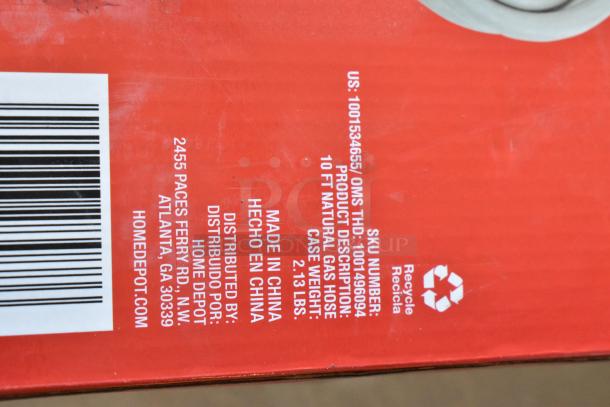 Recycle
Recicla
SKU NUMBER:
US: 1001534655/ OMS THD: 1001496094
PRODUCT DESCRIPTION:
10 FT NATURAL GAS HOSE
CASE WEIGHT:
2.13 LBS.
MADE IN CHINA
HECHO EN CHINA
DISTRIBUTED BY:
DISTRIBUIDO POR:
HOME DEPOT
2455 PACES FERRY RD., N.W.
ATLANTA, GA 30339
HOMEDEPOT.COM